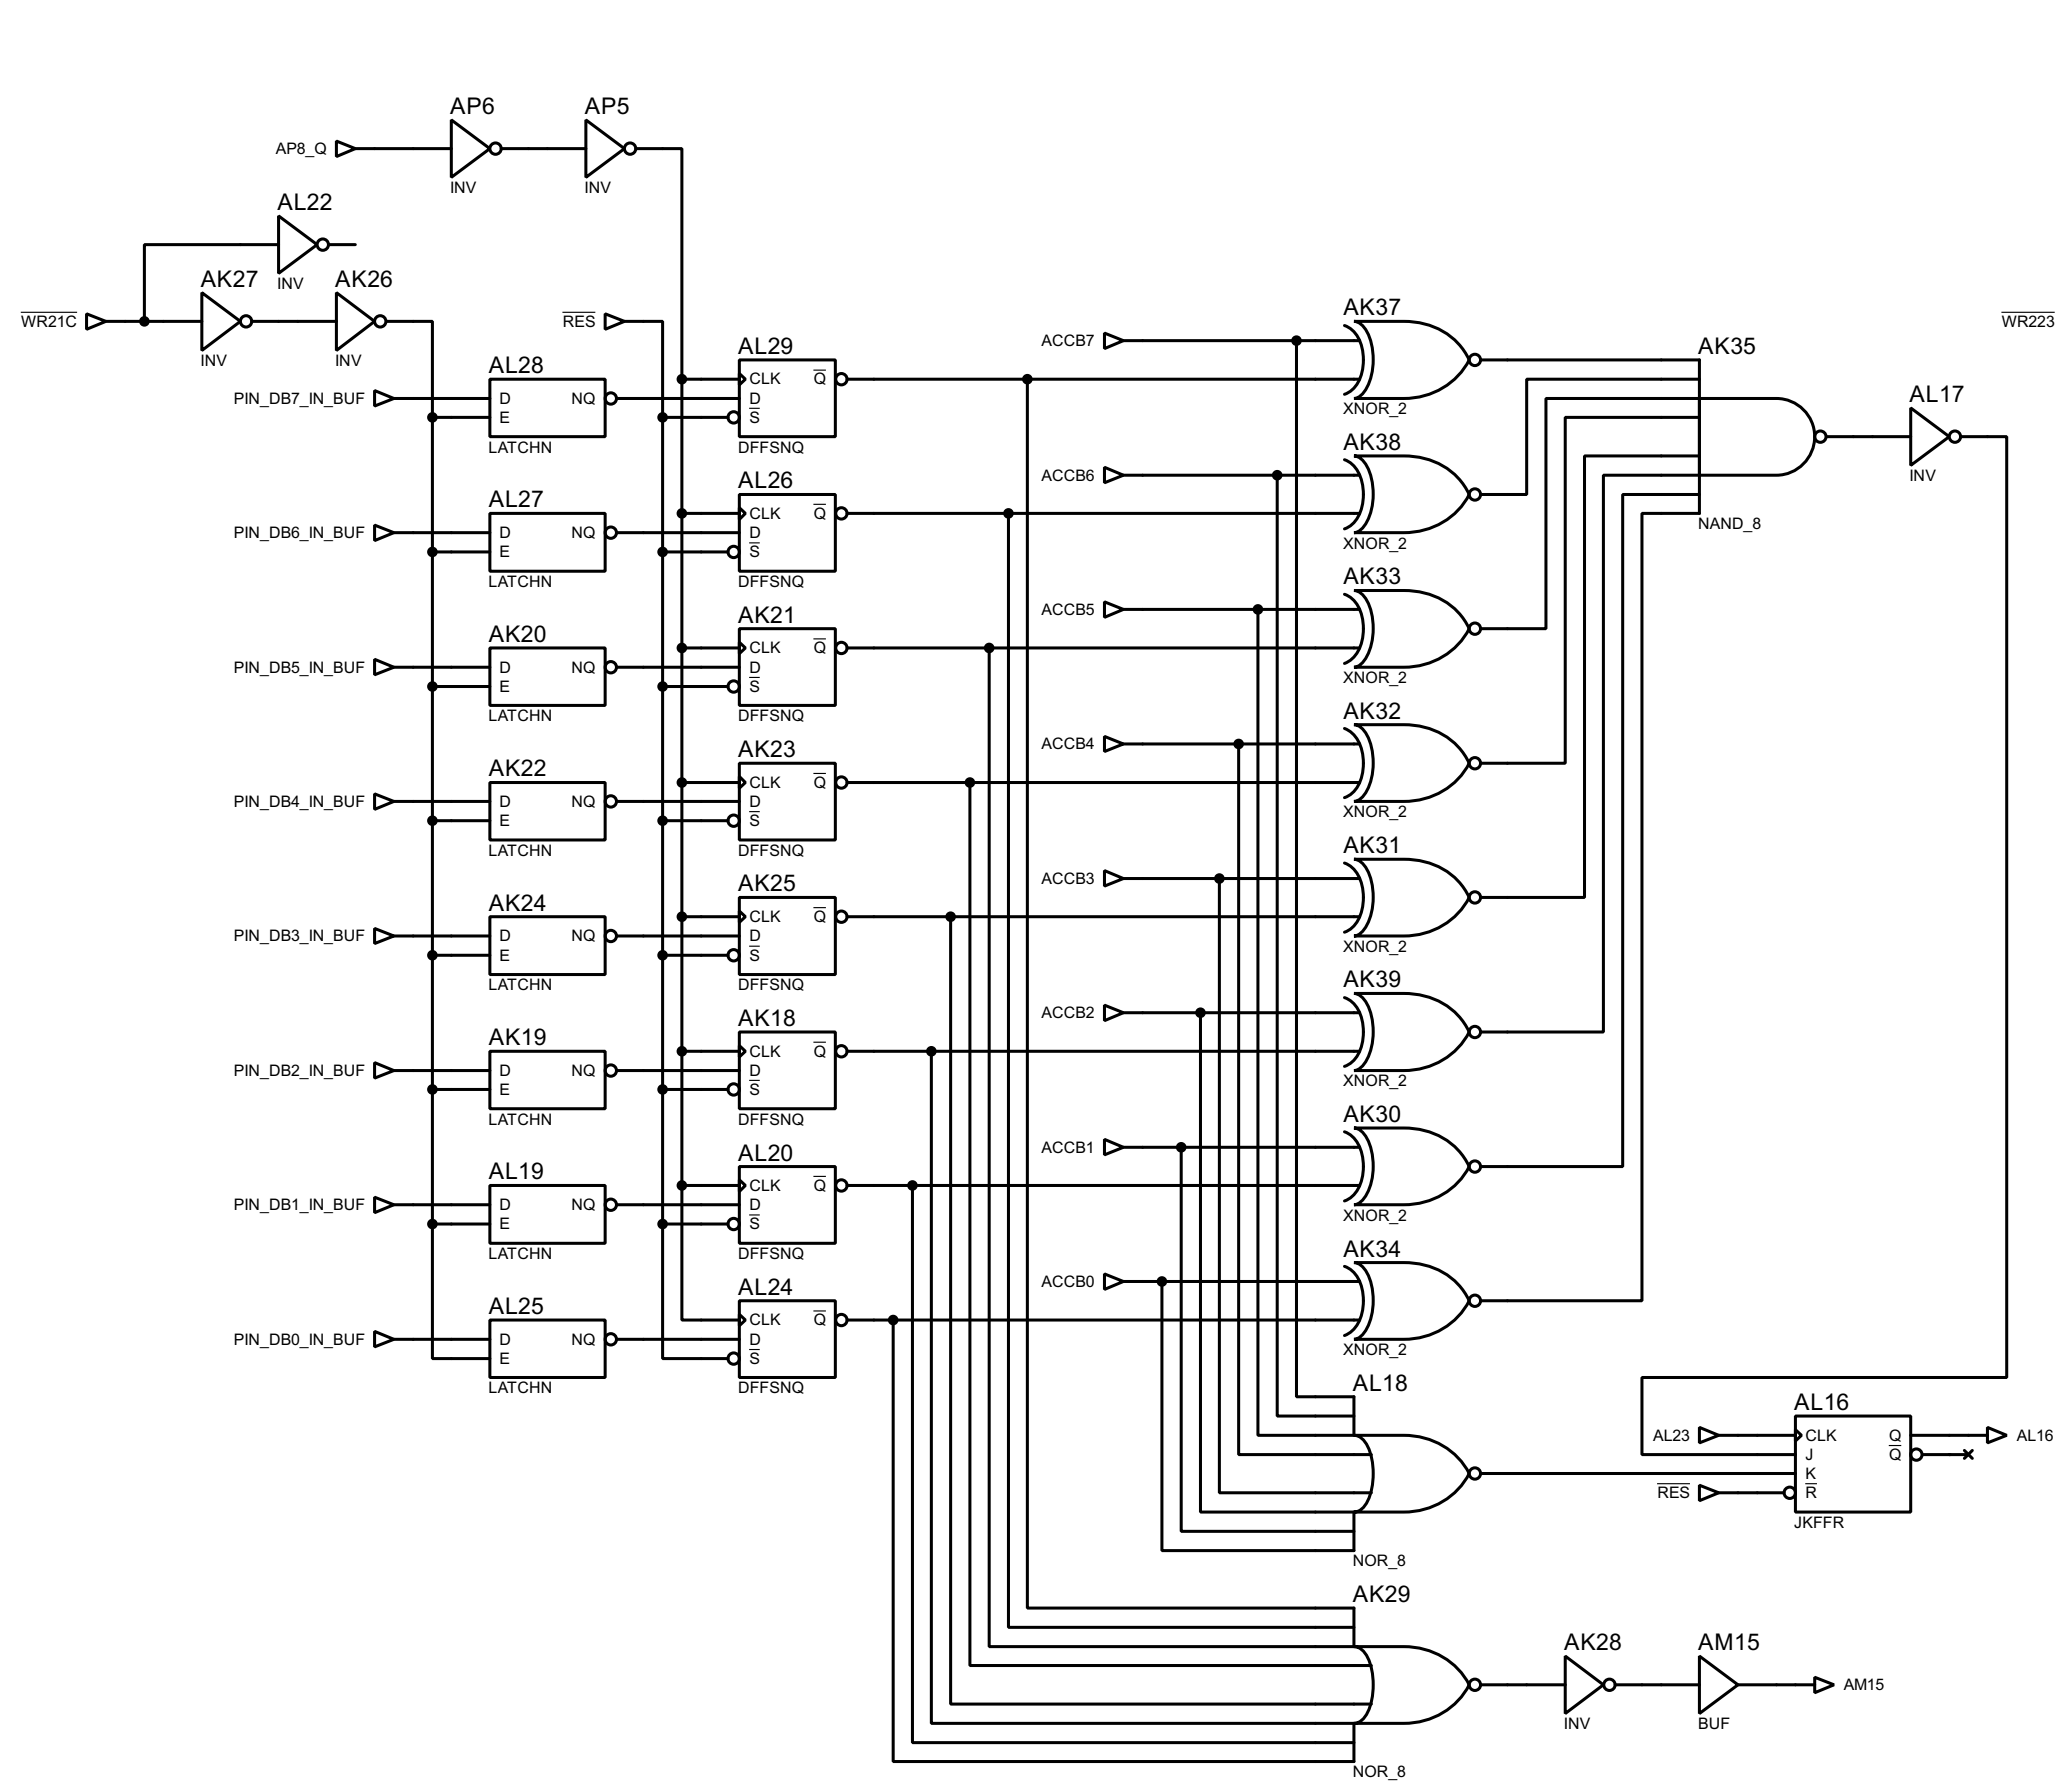 AP6
AP5
AP8_Q
INV
INV
AL22
INV
AK27
AK26
WR21C
INV
INV
RES
WR223
AK37
ACCB7
XNOR_2
AK35
NAND_8
AL17
INV
AL28
PIN_DB7_IN_BUF
D
E
NQ
LATCHN
AL29
CLK
D
S
Q
DFFSNQ
AK38
ACCB6
XNOR_2
AL27
PIN_DB6_IN_BUF
D
E
NQ
LATCHN
AL26
CLK
D
S
Q
DFFSNQ
AK33
ACCB5
XNOR_2
AK20
PIN_DB5_IN_BUF
D
E
NQ
LATCHN
AK21
CLK
D
S
Q
DFFSNQ
AK32
ACCB4
XNOR_2
AK22
PIN_DB4_IN_BUF
D
E
NQ
LATCHN
AK23
CLK
D
S
Q
DFFSNQ
AK31
ACCB3
XNOR_2
AK24
PIN_DB3_IN_BUF
D
E
NQ
LATCHN
AK25
CLK
D
S
Q
DFFSNQ
AK39
ACCB2
XNOR_2
AK19
PIN_DB2_IN_BUF
D
E
NQ
LATCHN
AK18
CLK
D
S
Q
DFFSNQ
AK30
ACCB1
XNOR_2
AL19
PIN_DB1_IN_BUF
D
E
NQ
LATCHN
AL20
CLK
D
S
Q
DFFSNQ
AK34
ACCB0
XNOR_2
AL25
PIN_DB0_IN_BUF
D
E
NQ
LATCHN
AL24
CLK
D
S
Q
DFFSNQ
AL18
NOR_8
AL16
AL23
RES
CLK
J
K
R
Q
Q
AL16
JKFFR
AK29
NOR_8
AK28
INV
AM15
BUF
AM15